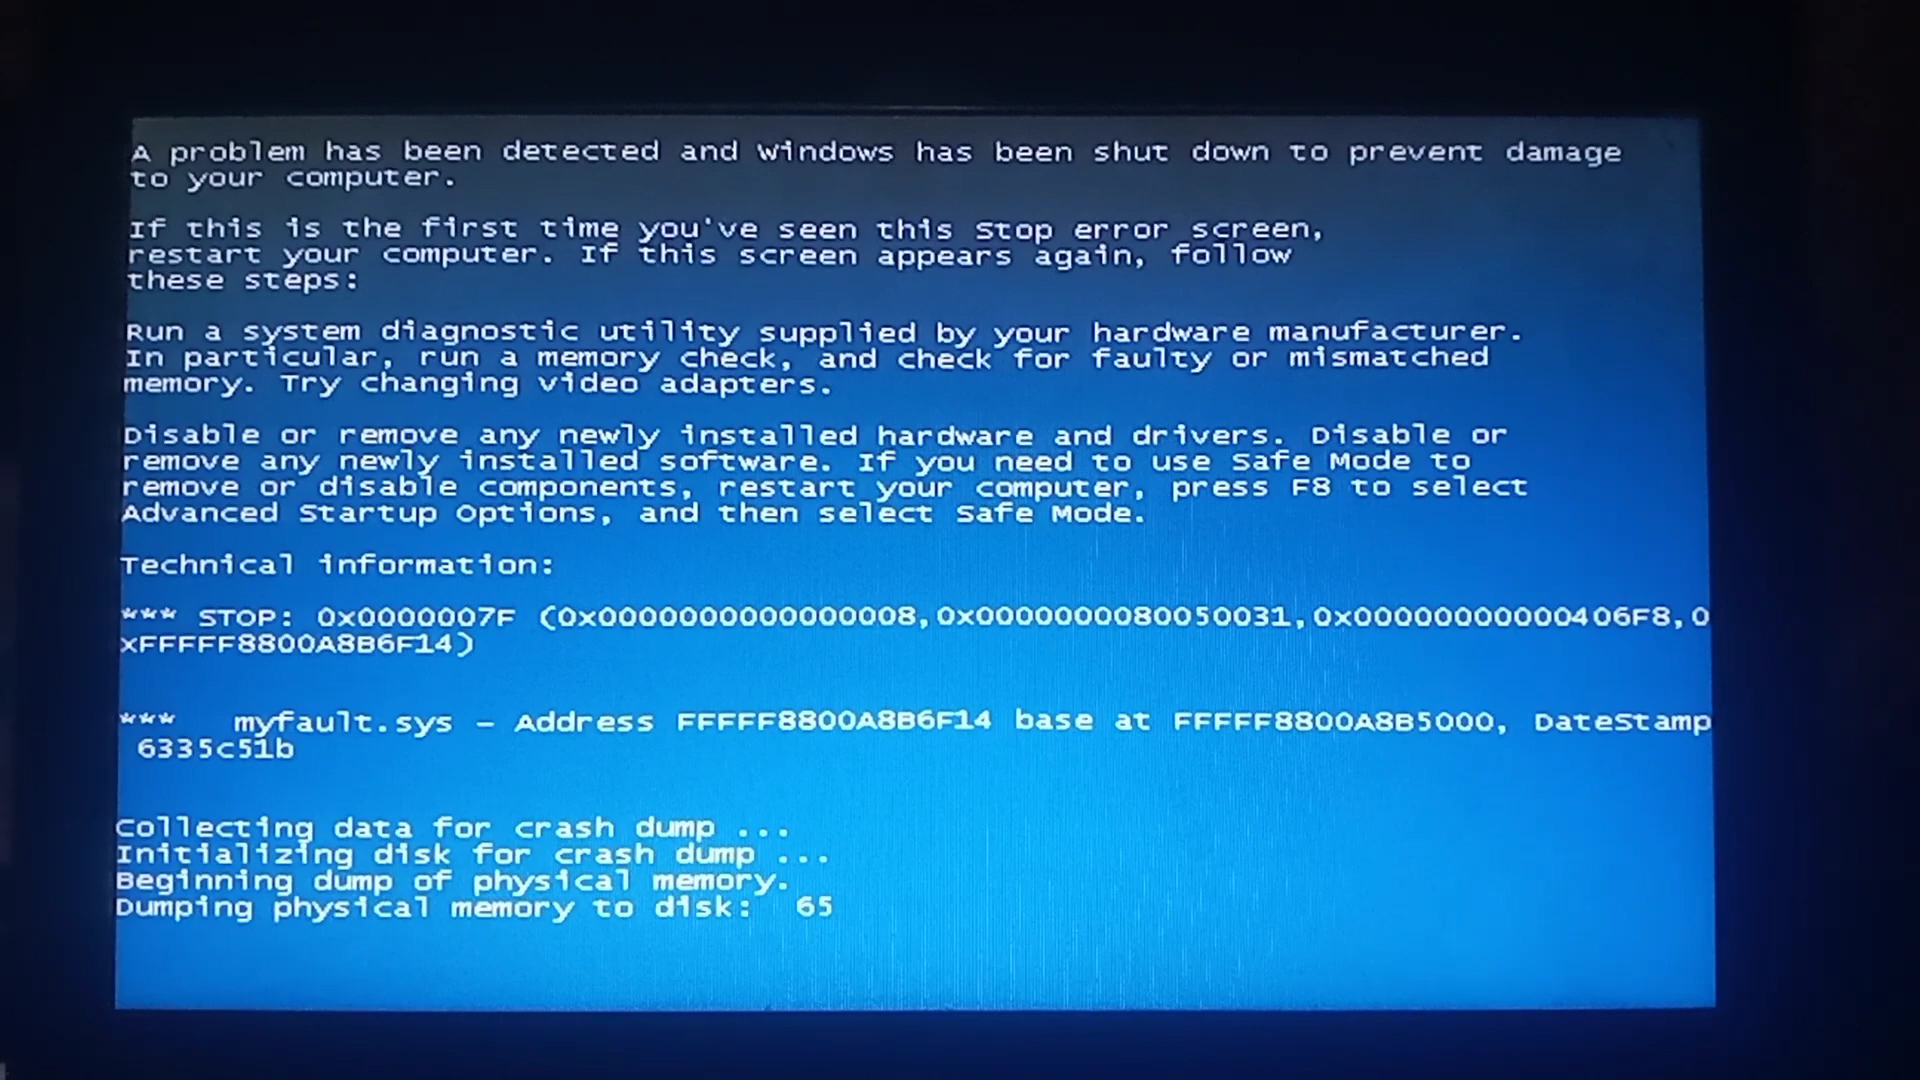 A problem has been detected and Windows has been shut down to prevent damage
to your computer.
If this is the first time you've seen this Stop error screen,
restart your computer. If this screen appears again, follow
these steps:
Run a system diagnostic utility supplied by your hardware manufacturer.
In particular, run a memory check, and check for faulty or mismatched
memory. Try changing video adapters.
Disable or remove any newly installed hardware and drivers. Disable or
remove any newly installed software. If you need to use Safe Mode to
remove or disable components, restart your computer, press F8 to select
Advanced Startup Options, and then select Safe Mode.
Technical information:
*** STOP: 0x0000007F (0x0000000000000008,0x0000000080050031,0x00000000000406F8,0
xFFFFF8800A8B6F14)
*** myfault.sys - Address FFFFF8800A8B6F14 base at FFFFF8800A8B5000, DateStamp
6335c51b
Collecting data for crash dump ...
Initializing disk for crash dump ...
Beginning dump of physical memory.
Dumping physical memory to disk: 65